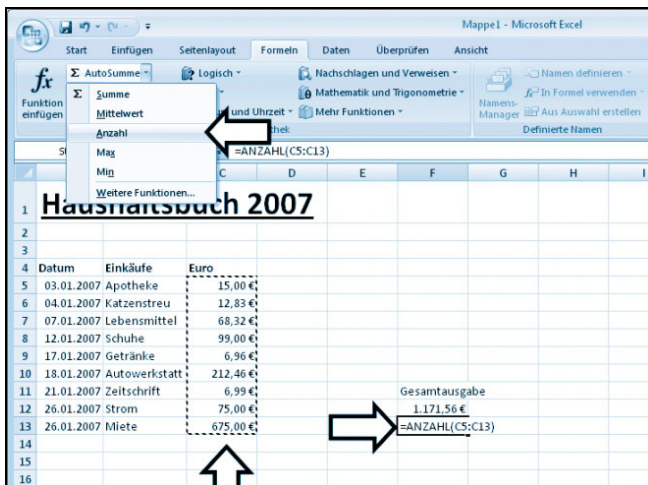 Mappe1 - Microsoft Excel
Start Einfügen Seitenlayout Formeln Daten Überprüfen Ansicht
fx Σ AutoSumme Logisch Nachschlagen und Verweisen Namen definieren
Funktion einfügen Mathematik und Trigonometrie In Formel verwenden
und Uhrzeit Mehr Funktionen Namens-Manager Aus Auswahl erstellen
Definierte Namen
Σ Summe
Mittelwert
Anzahl
Max
Min
Weitere Funktionen...
=ANZAHL(C5:C13)
C D E F G H I
1 Haushaltsbuch 2007
2
3
4 Datum Einkäufe Euro
5 03.01.2007 Apotheke 15,00 €
6 04.01.2007 Katzenstreu 12,83 €
7 07.01.2007 Lebensmittel 68,32 €
8 12.01.2007 Schuhe 99,00 €
9 17.01.2007 Getränke 6,96 €
10 18.01.2007 Autowerkstatt 212,46 €
11 21.01.2007 Zeitschrift 6,99 € Gesamtausgabe
12 26.01.2007 Strom 75,00 € 1.171,56 €
13 26.01.2007 Miete 675,00 € =ANZAHL(C5:C13)
14
15
16